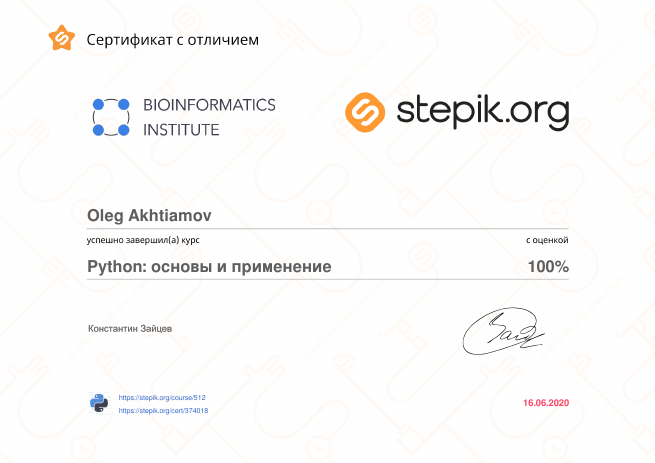 Сертификат с отличием
BIOINFORMATICS
INSTITUTE
stepik.org
Oleg Akhtiamov
успешно завершил(а) курс
с оценкой
Python: основы и применение
100%
Константин Зайцев
https://stepik.org/course/512
https://stepik.org/cert/374018
16.06.2020